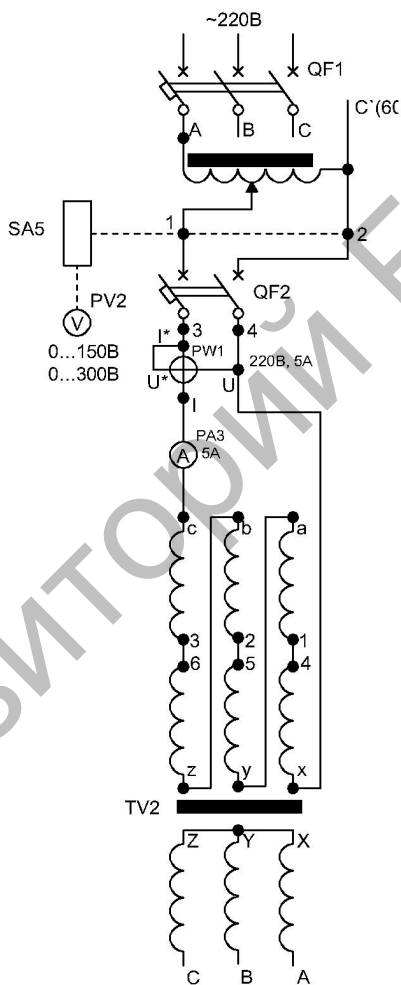 ~220В
QF1
A B C
C`(60
SA5
1 2
PV2
QF2
V
0...150В
0...300В
3 4
I*
PW1
U* U 220В, 5А
I
PA3
A 5А
c b a
3 2 1
6 5 4
z y x
TV2
Z Y X
C B A